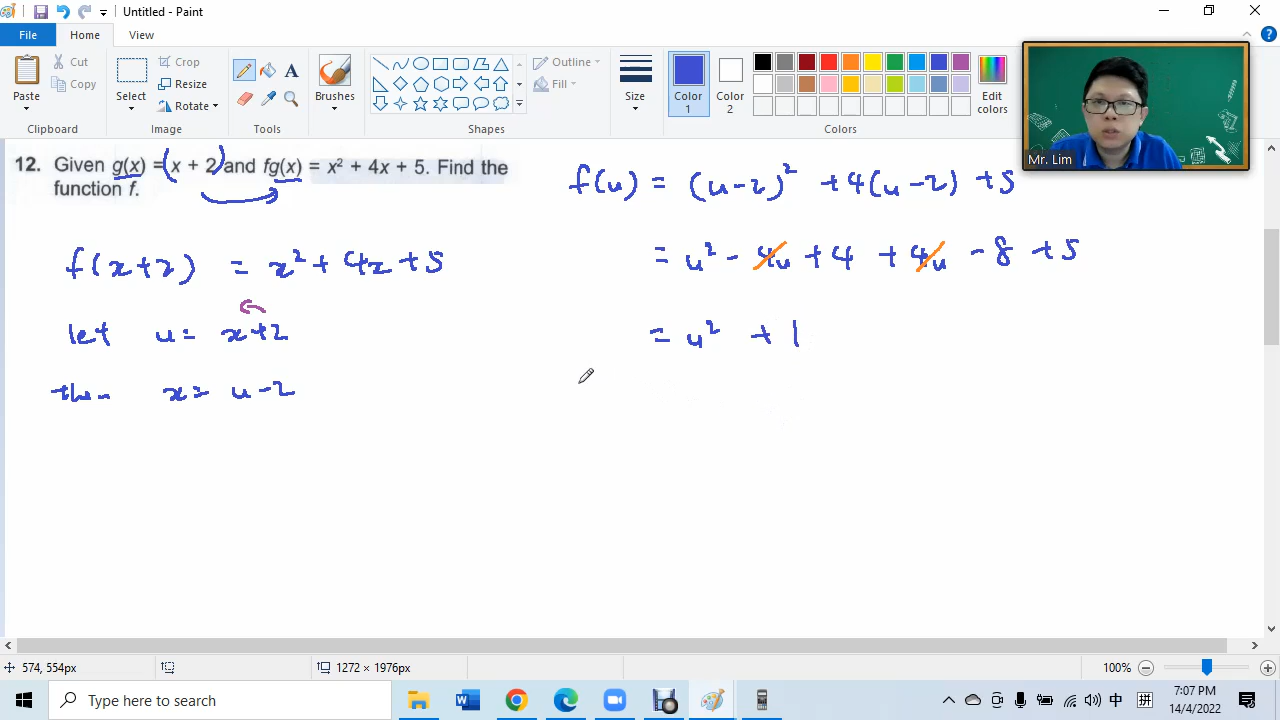 Untitled - Paint
File Home View
Paste
Cut
Copy
Clipboard
Select
Crop
Resize
Rotate
Image
A
Tools
Brushes
Outline
Fill
Shapes
Size
Color 1
Color 2
Edit colors
Colors
Mr. Lim
12. Given g(x) = (x + 2) and fg(x) = x² + 4x + 5. Find the
function f.
f(x+2) = x² + 4x + 5
let u = x+2
then x = u - 2
f(u) = (u-2)² + 4(u-2) + 5
= u² - 4u + 4 + 4u - 8 + 5
= u² + 1
574, 554px
1272 × 1976px
100%
Type here to search
中 拼
7:07 PM
14/4/2022